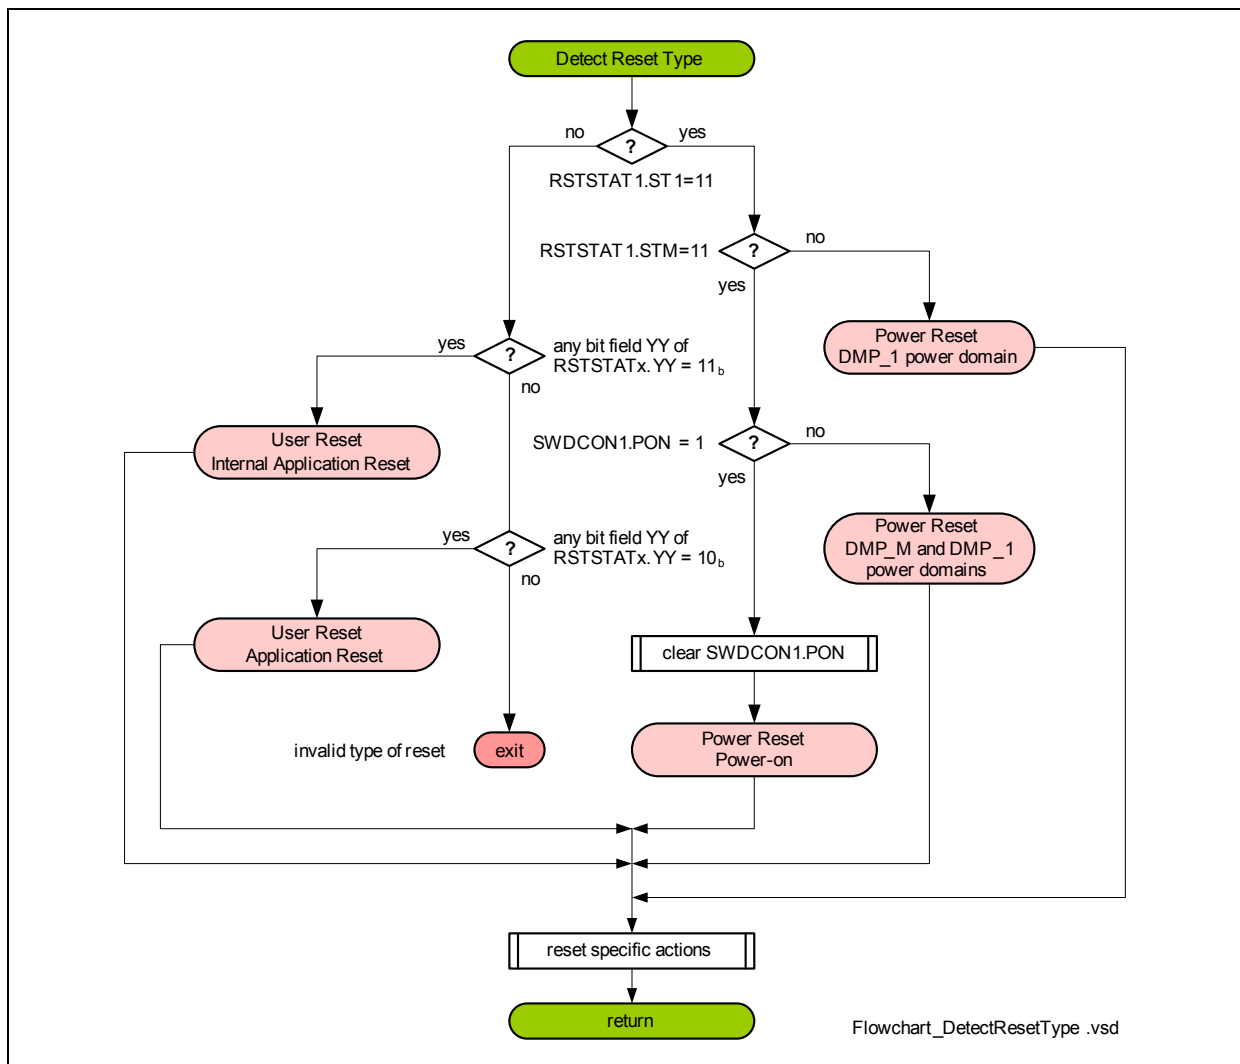 Detect Reset Type
no
?
yes
RSTSTAT1.ST1=11
RSTSTAT1.STM=11
?
no
yes
Power Reset
DMP_1 power domain
yes
?
any bit field YY of
RSTSTATx.YY = 11b
no
User Reset
Internal Application Reset
SWDCON1.PON = 1
?
no
yes
Power Reset
DMP_M and DMP_1
power domains
yes
?
any bit field YY of
RSTSTATx.YY = 10b
no
User Reset
Application Reset
clear SWDCON1.PON
invalid type of reset
exit
Power Reset
Power-on
reset specific actions
return
Flowchart_DetectResetType .vsd